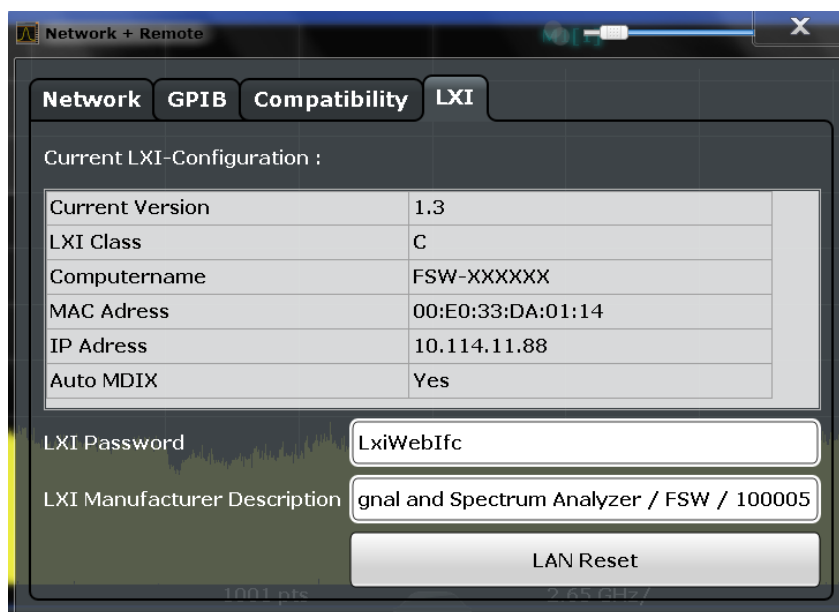 Network + Remote
M1[1]
X
Network GPIB Compatibility LXI
Current LXI-Configuration :
Current Version 1.3
LXI Class C
Computername FSW-XXXXXX
MAC Adress 00:E0:33:DA:01:14
IP Adress 10.114.11.88
Auto MDIX Yes
LXI Password LxiWebIfc
LXI Manufacturer Description gnal and Spectrum Analyzer / FSW / 100005
LAN Reset
1001 pts 2.65 GHz/